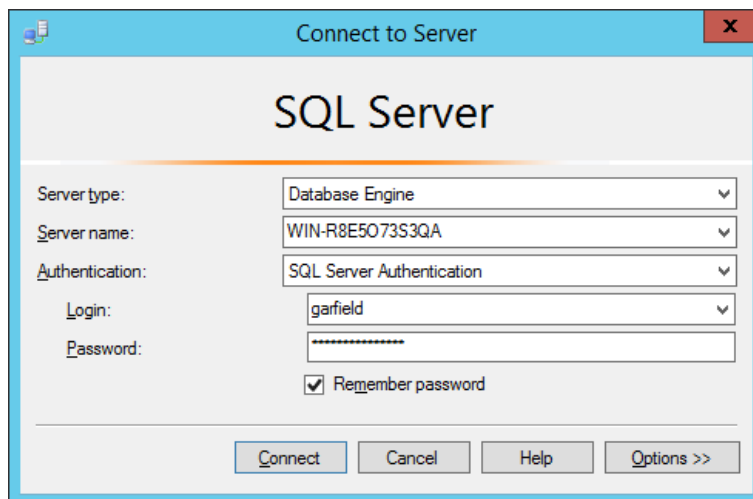 Connect to Server
x
SQL Server
Server type: Database Engine
Server name: WIN-R8E5O73S3QA
Authentication: SQL Server Authentication
Login: garfield
Password: ***************
Remember password
Connect Cancel Help Options >>